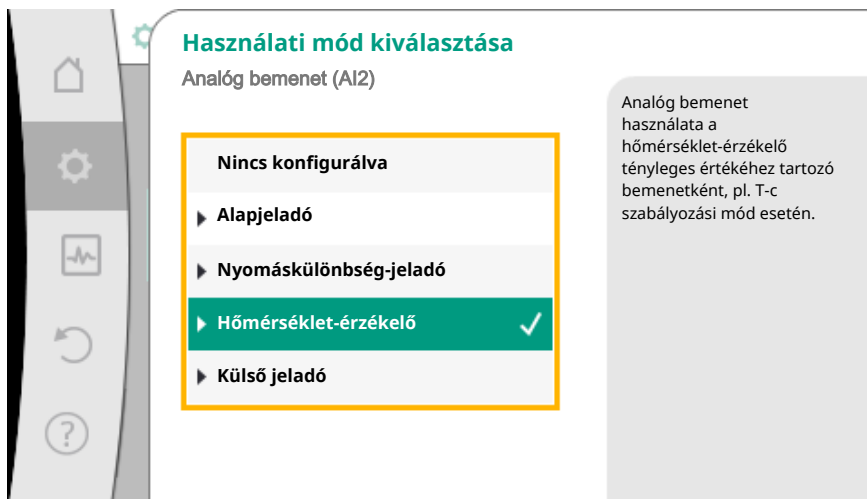 Használati mód kiválasztása
Analóg bemenet (AI2)
Nincs konfigurálva
Alapjeladó
Nyomáskülönbség-jeladó
Hőmérséklet-érzékelő
Külső jeladó
Analóg bemenet
használata a
hőmérséklet-érzékelő
tényleges értékéhez tartozó
bemenetként, pl. T-c
szabályozási mód esetén.